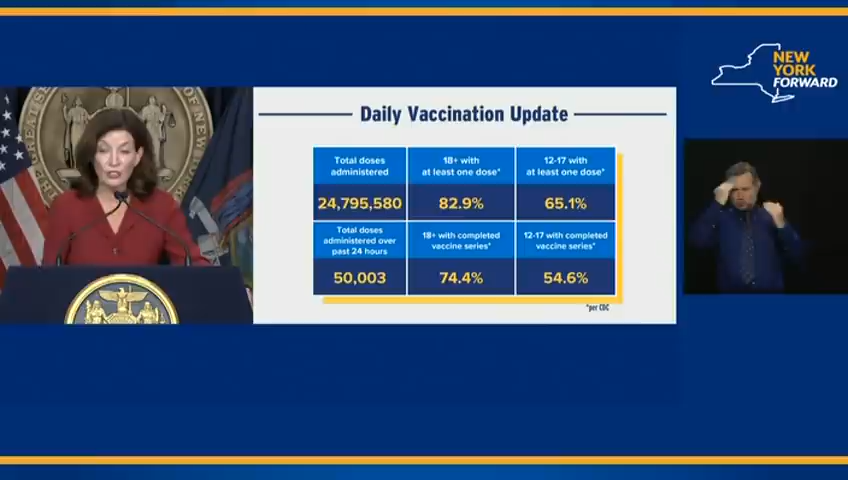 NEW
YORK
FORWARD
Daily Vaccination Update
Total doses
administered
24,795,580
18+ with
at least one dose*
82.9%
12-17 with
at least one dose*
65.1%
Total doses
administered over
past 24 hours
50,003
18+ with completed
vaccine series*
74.4%
12-17 with completed
vaccine series*
54.6%
*per CDC